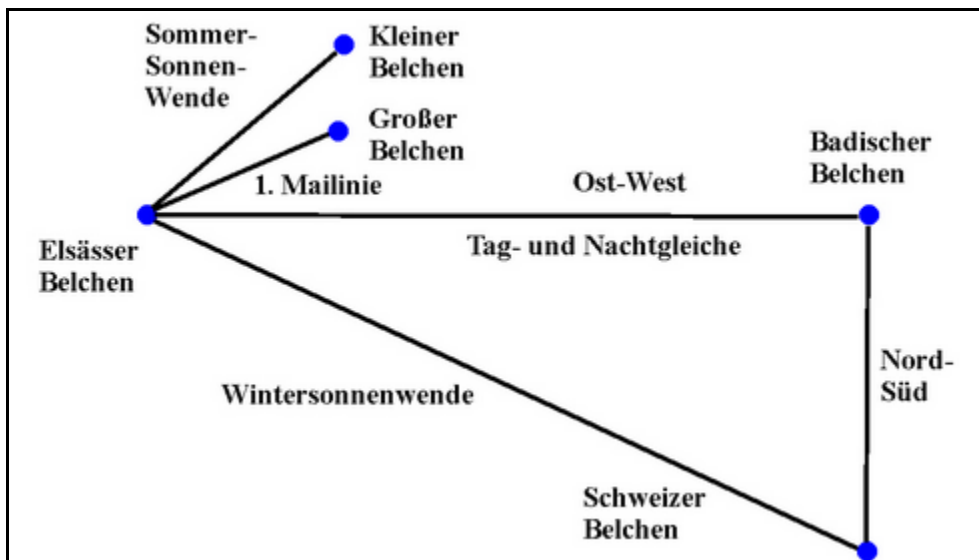 Sommer-
Sonnen-
Wende
Kleiner
Belchen
Großer
Belchen
1. Mailinie
Ost-West
Badischer
Belchen
Elsässer
Belchen
Tag- und Nachtgleiche
Nord-
Süd
Wintersonnenwende
Schweizer
Belchen